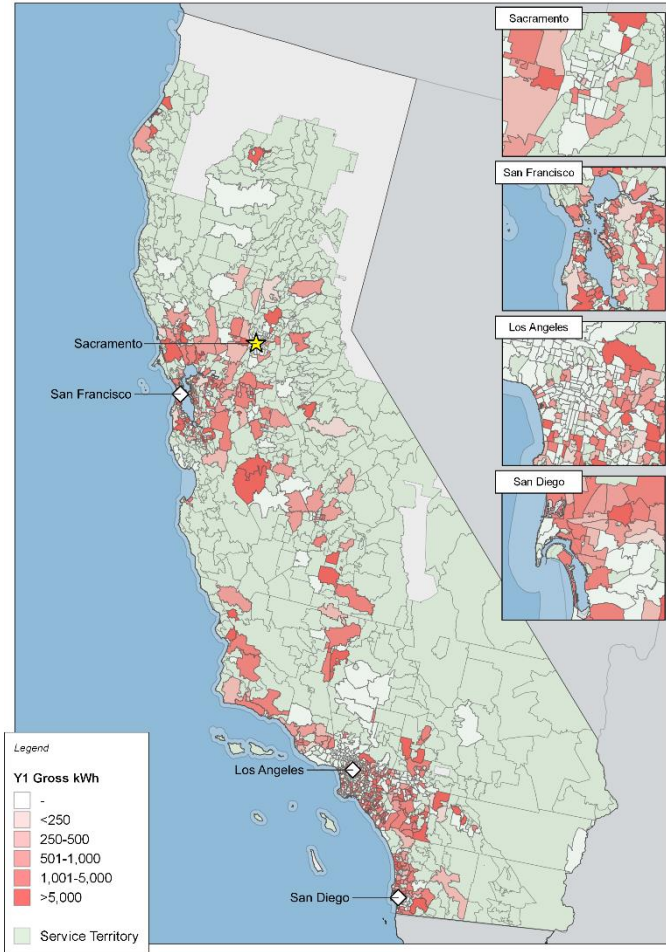 Sacramento
San Francisco
Los Angeles
San Diego
Sacramento
San Francisco
Los Angeles
San Diego
Legend
Y1 Gross kWh
-
<250
250-500
501-1,000
1,001-5,000
>5,000
Service Territory